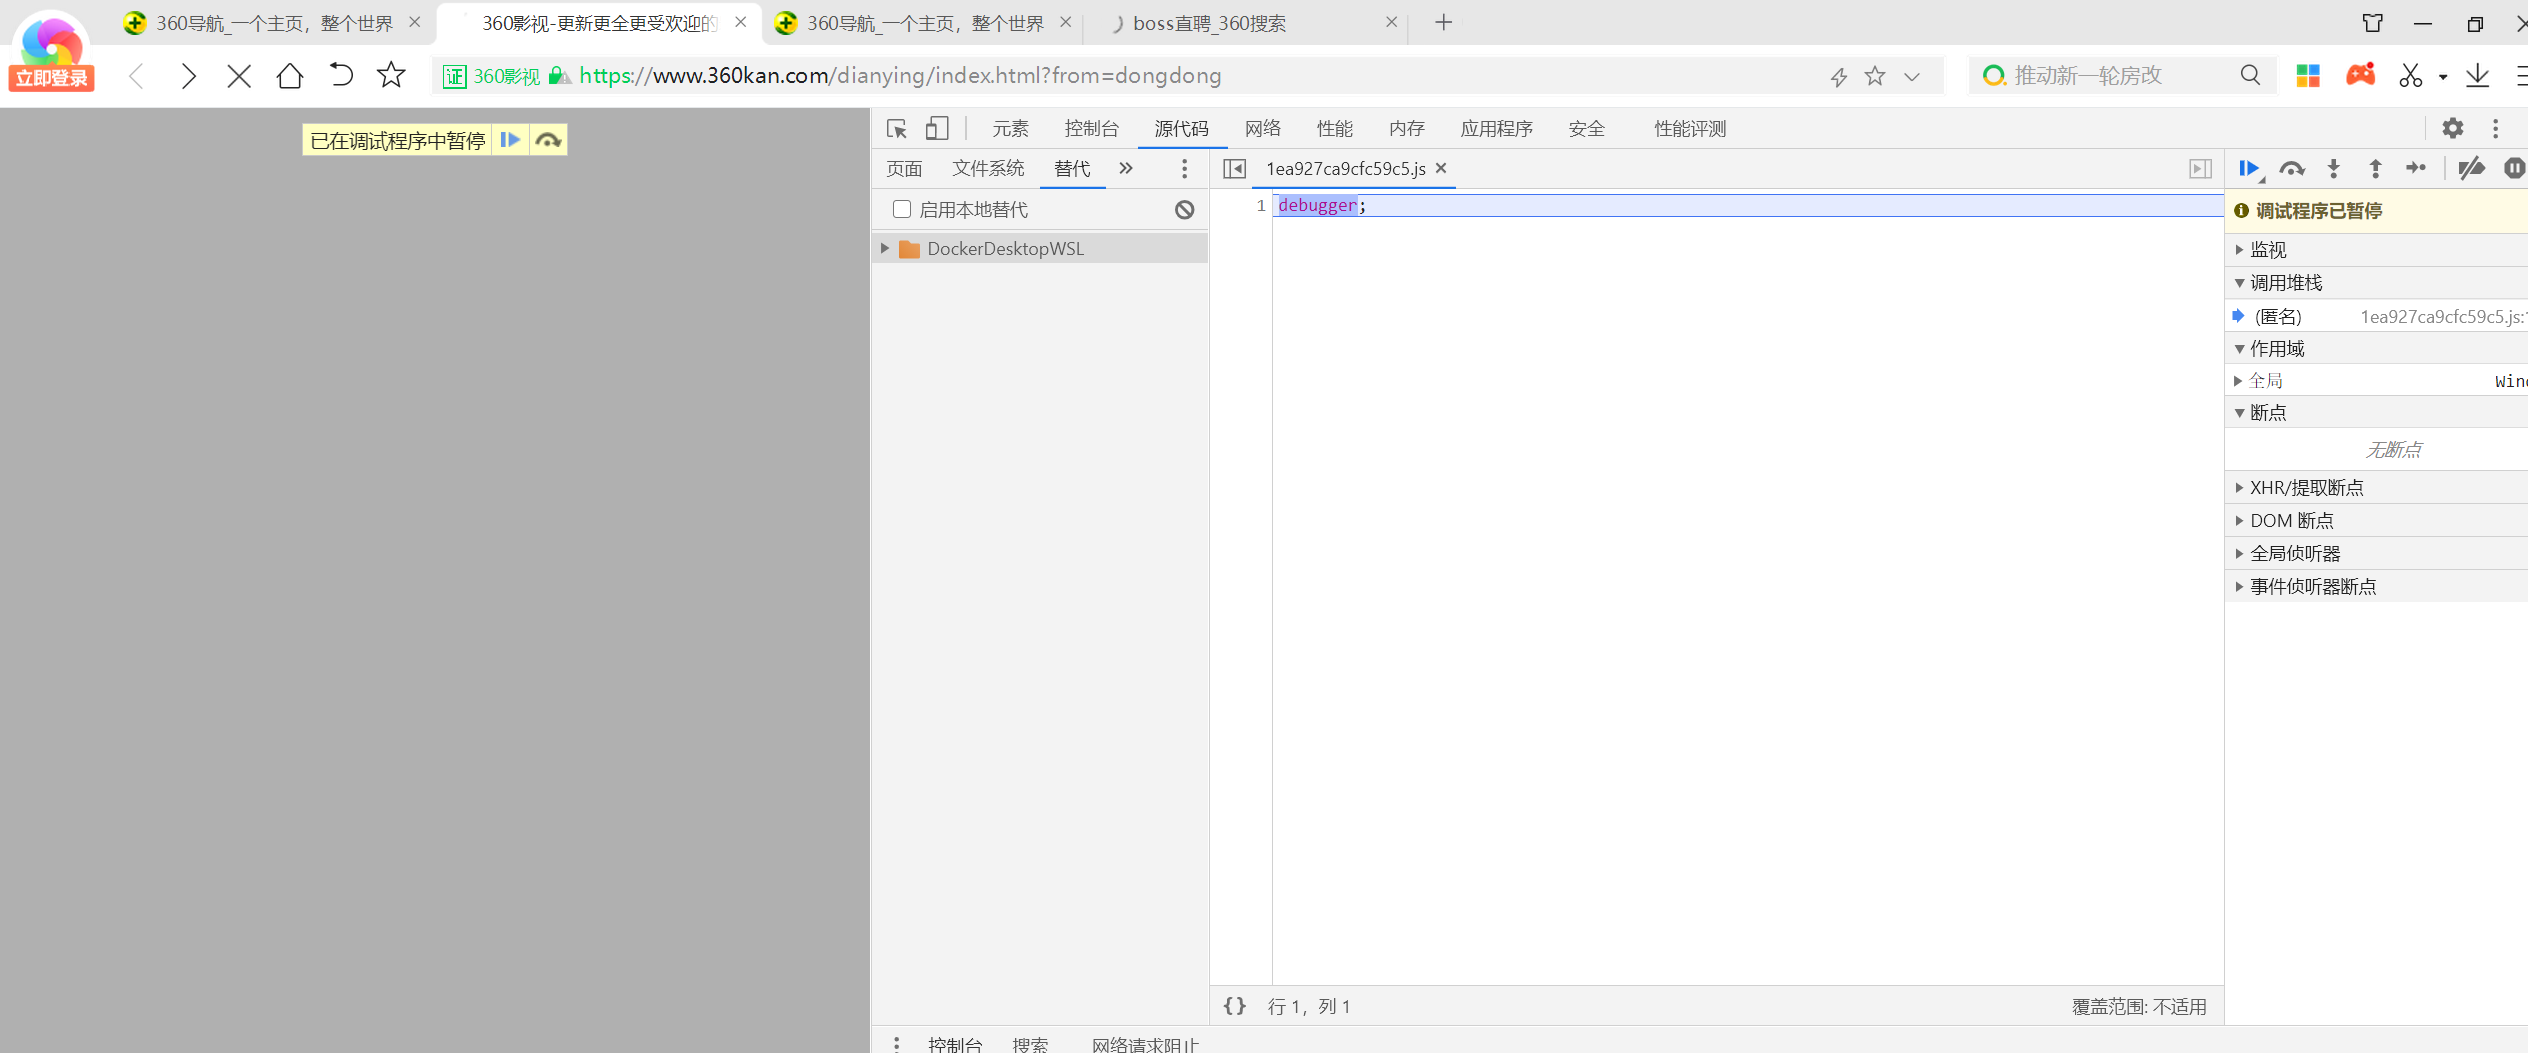 360导航_一个主页，整个世界
360影视-更新更全更受欢迎的
360导航_一个主页，整个世界
boss直聘_360搜索
立即登录
证 360影视 https://www.360kan.com/dianying/index.html?from=dongdong
推动新一轮房改
已在调试程序中暂停
元素 控制台 源代码 网络 性能 内存 应用程序 安全 性能评测
页面 文件系统 替代
1ea927ca9cfc59c5.js
启用本地替代
DockerDesktopWSL
1 debugger;
{} 行 1，列 1
覆盖范围: 不适用
调试程序已暂停
监视
调用堆栈
(匿名) 1ea927ca9cfc59c5.js:
作用域
全局 Wind
断点
无断点
XHR/提取断点
DOM 断点
全局侦听器
事件侦听器断点
控制台 搜索 网络请求阻止